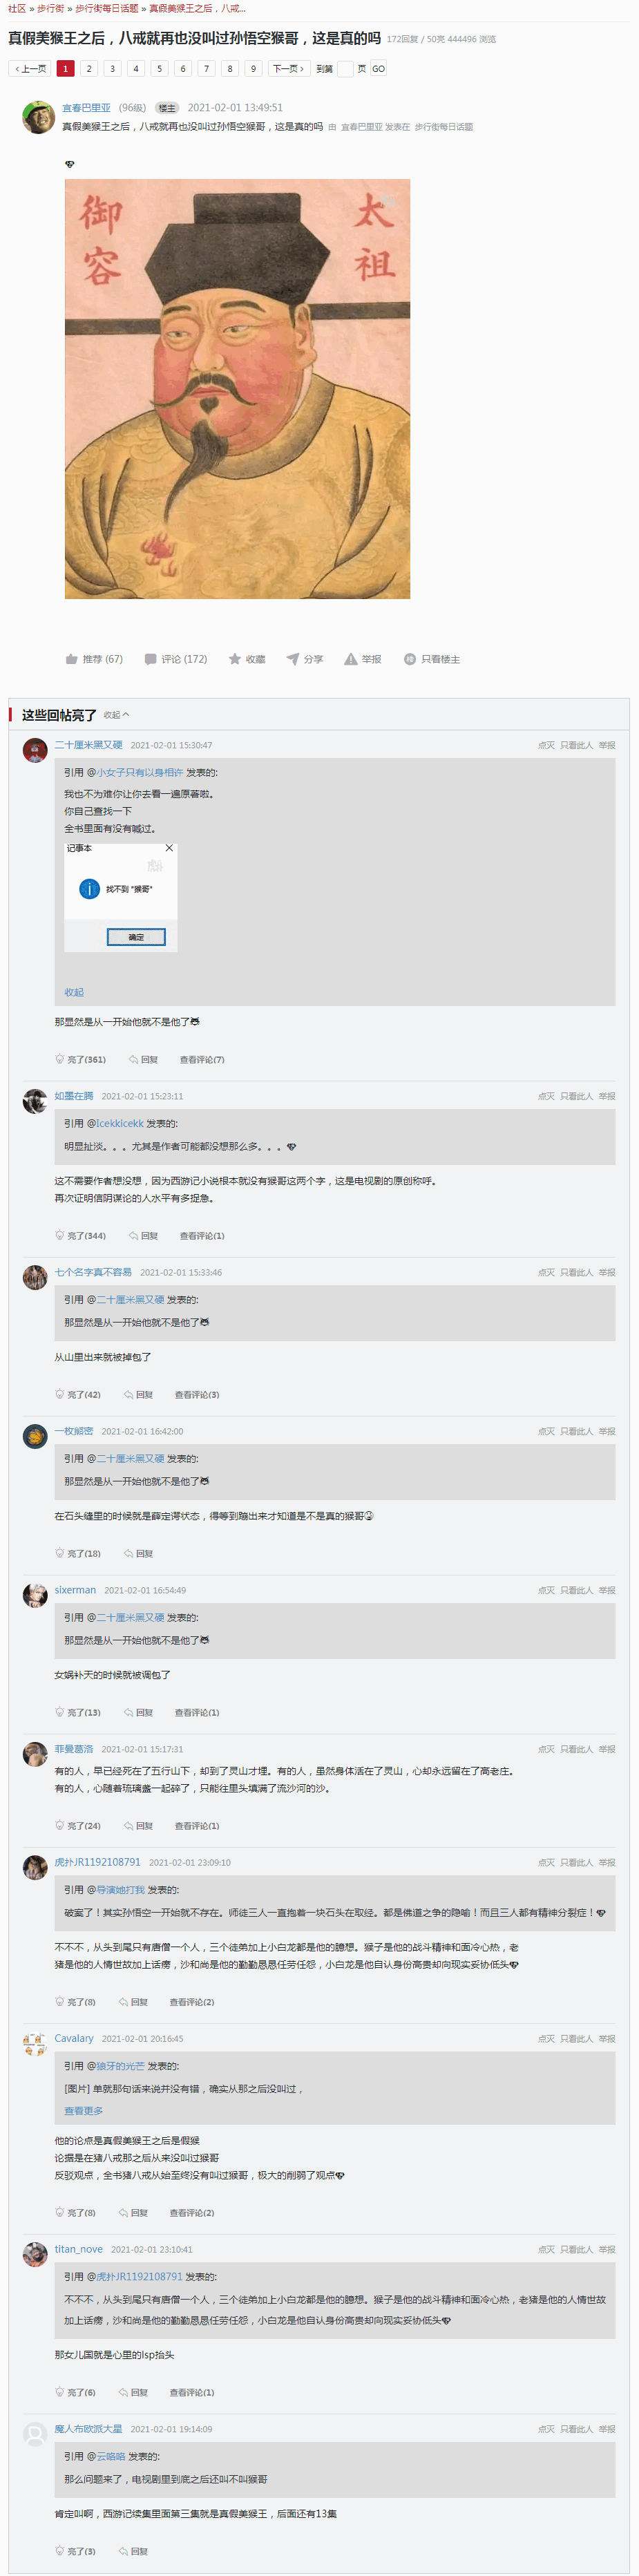 社区 » 步行街 » 步行街每日话题 » 真假美猴王之后，八戒...
真假美猴王之后，八戒就再也没叫过孙悟空猴哥，这是真的吗 172回复 / 50亮 444496 浏览
上一页 1 2 3 4 5 6 7 8 9 下一页 到第 页 GO
宜春巴里亚 (96级) 楼主 2021-02-01 13:49:51
真假美猴王之后，八戒就再也没叫过孙悟空猴哥，这是真的吗 由 宜春巴里亚 发表在 步行街每日话题
御容
太祖
推荐 (67) 评论 (172) 收藏 分享 举报 只看楼主
这些回帖亮了 收起
二十厘米黑又硬 2021-02-01 15:30:47 点灭 只看此人 举报
引用 @小女子只有以身相许 发表的:
我也不为难你让你去看一遍原著啦。
你自己查找一下
全书里面有没有喊过。
记事本
找不到 "猴哥"
确定
收起
那显然是从一开始他就不是他了
亮了(361) 回复 查看评论(7)
如墨在腾 2021-02-01 15:23:11 点灭 只看此人 举报
引用 @Icekkicekk 发表的:
明显扯淡。。。尤其是作者可能都没想那么多。。。
这不需要作者想没想，因为西游记小说根本就没有猴哥这两个字，这是电视剧的原创称呼。
再次证明信阴谋论的人水平有多捉急。
亮了(344) 回复 查看评论(1)
七个名字真不容易 2021-02-01 15:33:46 点灭 只看此人 举报
引用 @二十厘米黑又硬 发表的:
那显然是从一开始他就不是他了
从山里出来就被掉包了
亮了(42) 回复 查看评论(3)
一枚解密 2021-02-01 16:42:00 点灭 只看此人 举报
引用 @二十厘米黑又硬 发表的:
那显然是从一开始他就不是他了
在石头缝里的时候就是薛定谔状态，得等到蹦出来才知道是不是真的猴哥
亮了(18) 回复
sixerman 2021-02-01 16:54:49 点灭 只看此人 举报
引用 @二十厘米黑又硬 发表的:
那显然是从一开始他就不是他了
女娲补天的时候就被调包了
亮了(13) 回复 查看评论(1)
菲曼葛洛 2021-02-01 15:17:31 点灭 只看此人 举报
有的人，早已经死在了五行山下，却到了灵山才埋。有的人，虽然身体活在了灵山，心却永远留在了高老庄。
有的人，心随着琉璃盏一起碎了，只能往里头填满了流沙河的沙。
亮了(24) 回复 查看评论(1)
虎扑JR1192108791 2021-02-01 23:09:10 点灭 只看此人 举报
引用 @导演她打我 发表的:
破案了！其实孙悟空一开始就不存在。师徒三人一直抱着一块石头在取经。都是佛道之争的隐喻！而且三人都有精神分裂症！
不不不，从头到尾只有唐僧一个人，三个徒弟加上小白龙都是他的臆想。猴子是他的战斗精神和面冷心热，老
猪是他的人情世故加上话痨，沙和尚是他的勤勤恳恳任劳任怨，小白龙是他自认身份高贵却向现实妥协低头
亮了(8) 回复 查看评论(2)
Cavalary 2021-02-01 20:16:45 点灭 只看此人 举报
引用 @狼牙的光芒 发表的:
[图片] 单就那句话来说并没有错，确实从那之后没叫过，
查看更多
他的论点是真假美猴王之后是假猴
论据是在猪八戒那之后从来没叫过猴哥
反驳观点，全书猪八戒从始至终没有叫过猴哥，极大的削弱了观点
亮了(8) 回复 查看评论(2)
titan_nove 2021-02-01 23:10:41 点灭 只看此人 举报
引用 @虎扑JR1192108791 发表的:
不不不，从头到尾只有唐僧一个人，三个徒弟加上小白龙都是他的臆想。猴子是他的战斗精神和面冷心热，老猪是他的人情世故
加上话痨，沙和尚是他的勤勤恳恳任劳任怨，小白龙是他自认身份高贵却向现实妥协低头
那女儿国就是心里的lsp抬头
亮了(6) 回复 查看评论(1)
魔人布欧派大星 2021-02-01 19:14:09 点灭 只看此人 举报
引用 @云咯咯 发表的:
那么问题来了，电视剧里到底之后还叫不叫猴哥
肯定叫啊，西游记续集里面第三集就是真假美猴王，后面还有13集
亮了(3) 回复